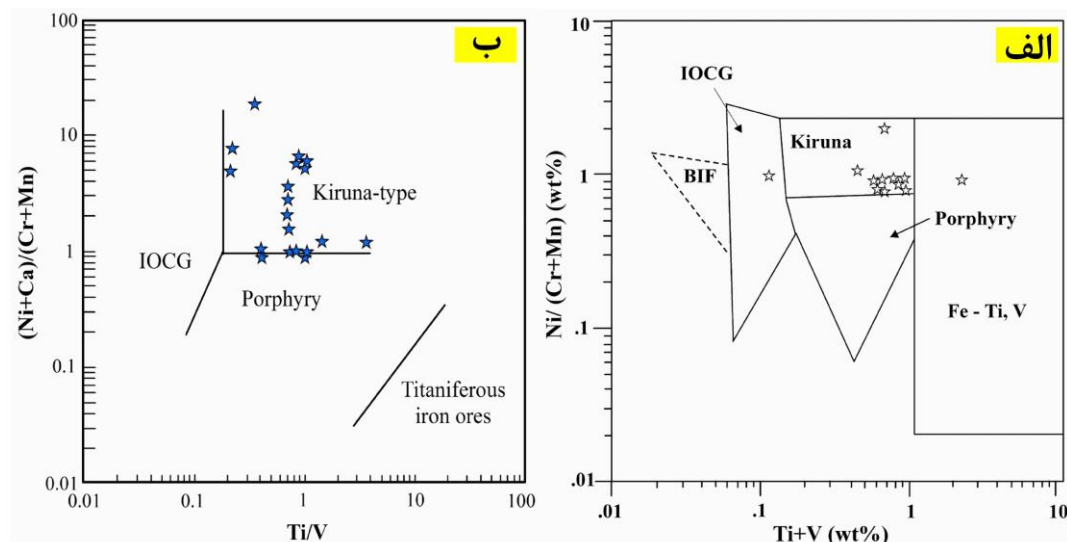 ب
100
10
1
0.1
0.01
(Ni+Ca)/(Cr+Mn)
IOCG
Kiruna-type
Porphyry
Titaniferous
iron ores
0.01
0.1
1
10
100
Ti/V
الف
10
1
0.1
.01
Ni/ (Cr+Mn) (wt%)
IOCG
Kiruna
BIF
Porphyry
Fe - Ti, V
.01
.1
1
10
Ti+V (wt%)